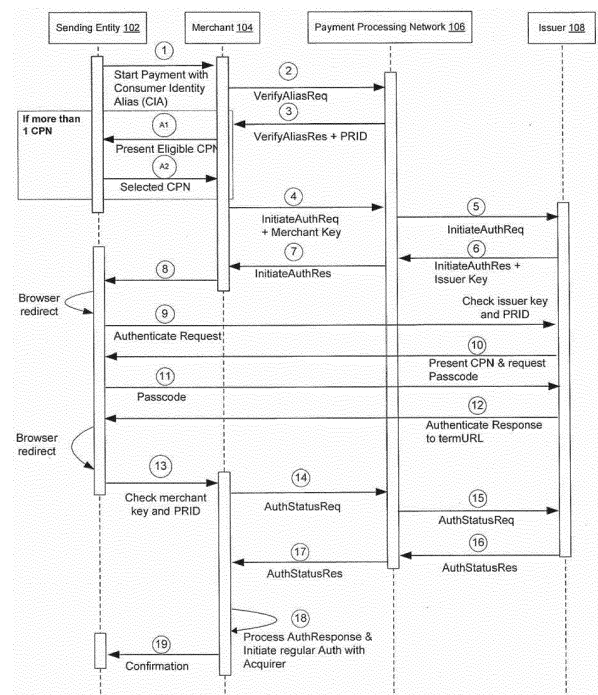 Sending Entity 102
Merchant 104
Payment Processing Network 106
Issuer 108
1
Start Payment with
Consumer Identity
Alias (CIA)
2
VerifyAliasReq
If more than
1 CPN
3
VerifyAliasRes + PRID
A1
Present Eligible CPN
A2
Selected CPN
4
InitiateAuthReq
+ Merchant Key
5
InitiateAuthReq
6
InitiateAuthRes +
Issuer Key
7
InitiateAuthRes
8
Browser
redirect
Check issuer key
and PRID
9
Authenticate Request
10
Present CPN & request
Passcode
11
Passcode
12
Authenticate Response
to termURL
Browser
redirect
13
Check merchant
key and PRID
14
AuthStatusReq
15
AuthStatusReq
16
AuthStatusRes
17
AuthStatusRes
18
Process AuthResponse &
Initiate regular Auth with
Acquirer
19
Confirmation